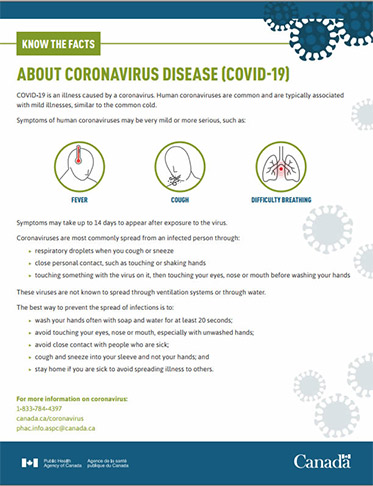 KNOW THE FACTS
ABOUT CORONAVIRUS DISEASE (COVID-19)
COVID-19 is an illness caused by a coronavirus. Human coronaviruses are common and are typically associated
with mild illnesses, similar to the common cold.
Symptoms of human coronaviruses may be very mild or more serious, such as:
FEVER
COUGH
DIFFICULTY BREATHING
Symptoms may take up to 14 days to appear after exposure to the virus.
Coronaviruses are most commonly spread from an infected person through:
▸ respiratory droplets when you cough or sneeze
▸ close personal contact, such as touching or shaking hands
▸ touching something with the virus on it, then touching your eyes, nose or mouth before washing your hands
These viruses are not known to spread through ventilation systems or through water.
The best way to prevent the spread of infections is to:
▸ wash your hands often with soap and water for at least 20 seconds;
▸ avoid touching your eyes, nose or mouth, especially with unwashed hands;
▸ avoid close contact with people who are sick;
▸ cough and sneeze into your sleeve and not your hands; and
▸ stay home if you are sick to avoid spreading illness to others.
For more information on coronavirus:
1-833-784-4397
canada.ca/coronavirus
phac.info.aspc@canada.ca
Public Health Agence de la santé
Agency of Canada publique du Canada
Canada